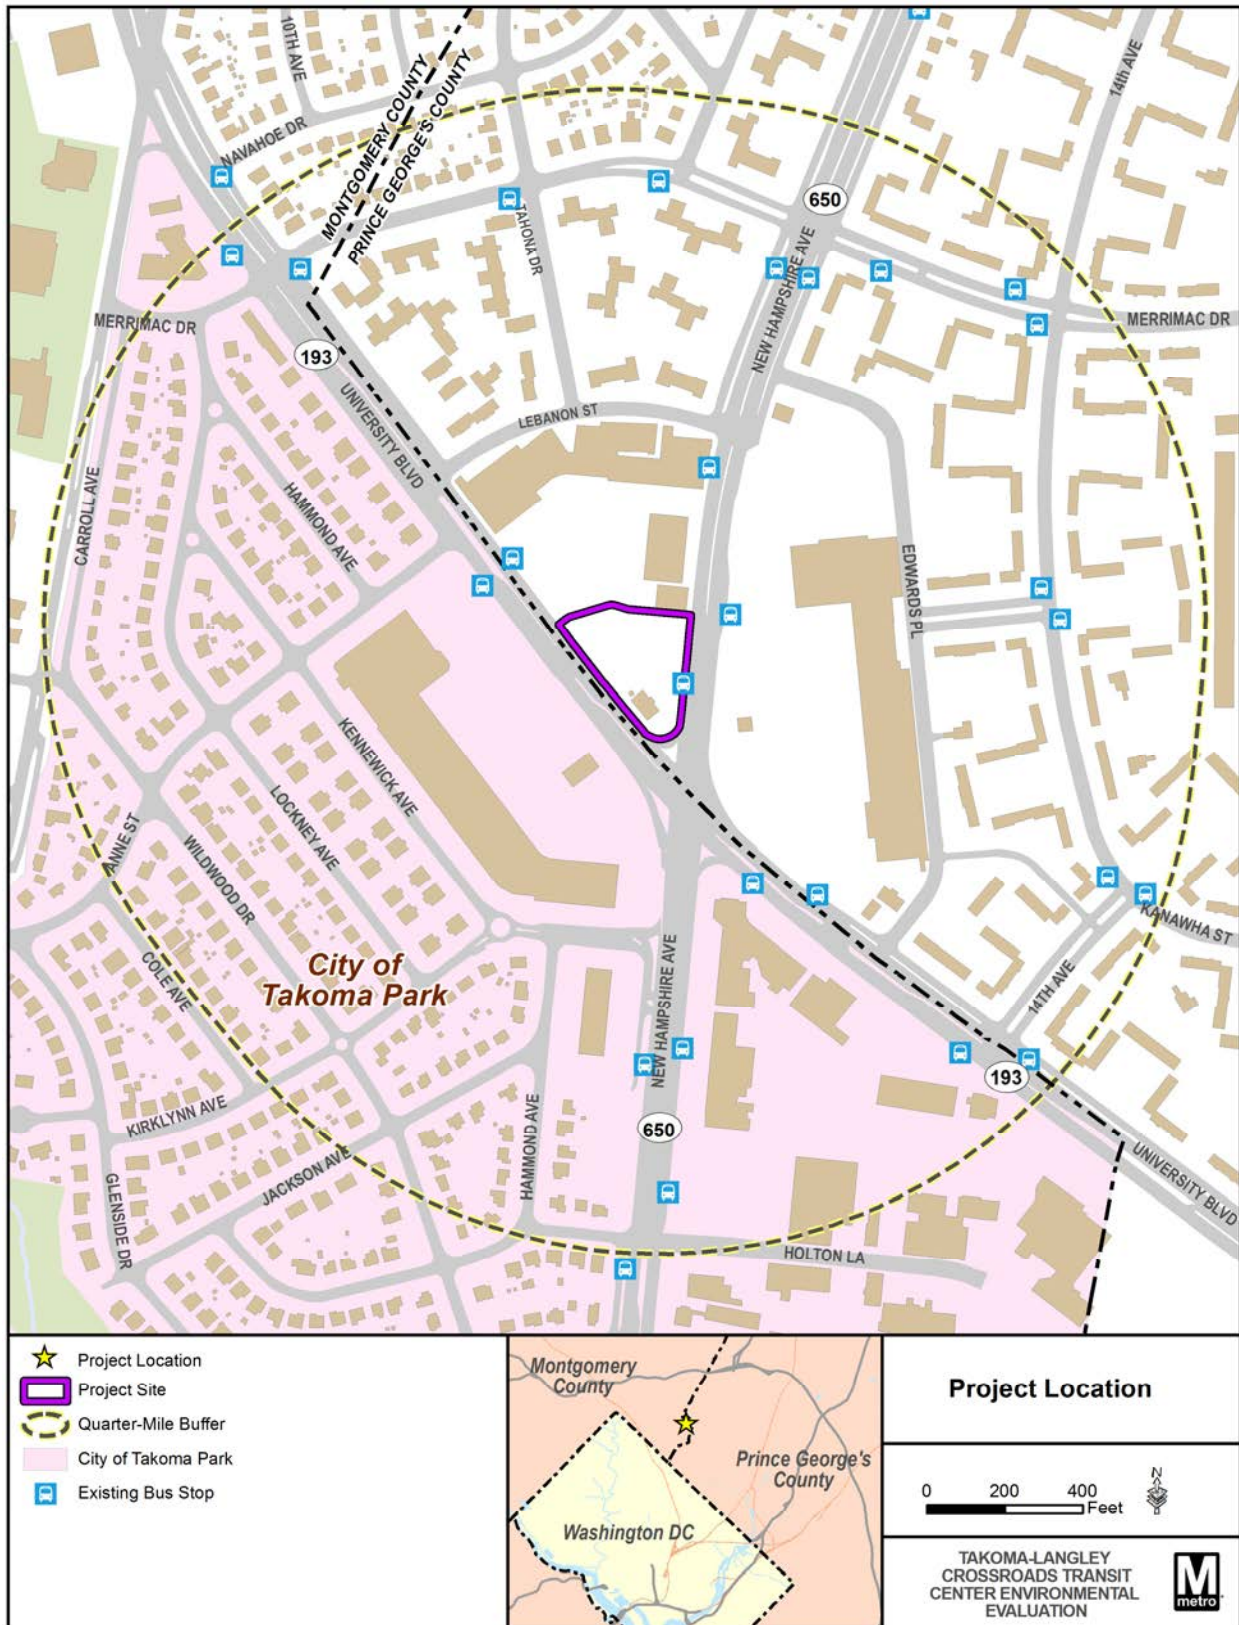 10TH AVE
14th AVE
NAVAHOE DR
MONTGOMERY COUNTY
PRINCE GEORGE'S COUNTY
650
TAHONA DR
NEW HAMPSHIRE AVE
MERRIMAC DR
MERRIMAC DR
193
UNIVERSITY BLVD
LEBANON ST
CARROLL AVE
HAMMOND AVE
EDWARDS PL
KENNEWICK AVE
LOCKNEY AVE
ANNE ST
WILDWOOD DR
KANAWHA ST
COLE AVE
City of
Takoma Park
NEW HAMPSHIRE AVE
14TH AVE
193
KIRKLYNN AVE
HAMMOND AVE
650
JACKSON AVE
GLENSIDE DR
UNIVERSITY BLVD
HOLTON LA
Project Location
Project Site
Quarter-Mile Buffer
City of Takoma Park
Existing Bus Stop
Montgomery
County
Prince George's
County
Washington DC
Project Location
N
0 200 400
Feet
TAKOMA-LANGLEY
CROSSROADS TRANSIT
CENTER ENVIRONMENTAL
EVALUATION
M
metro